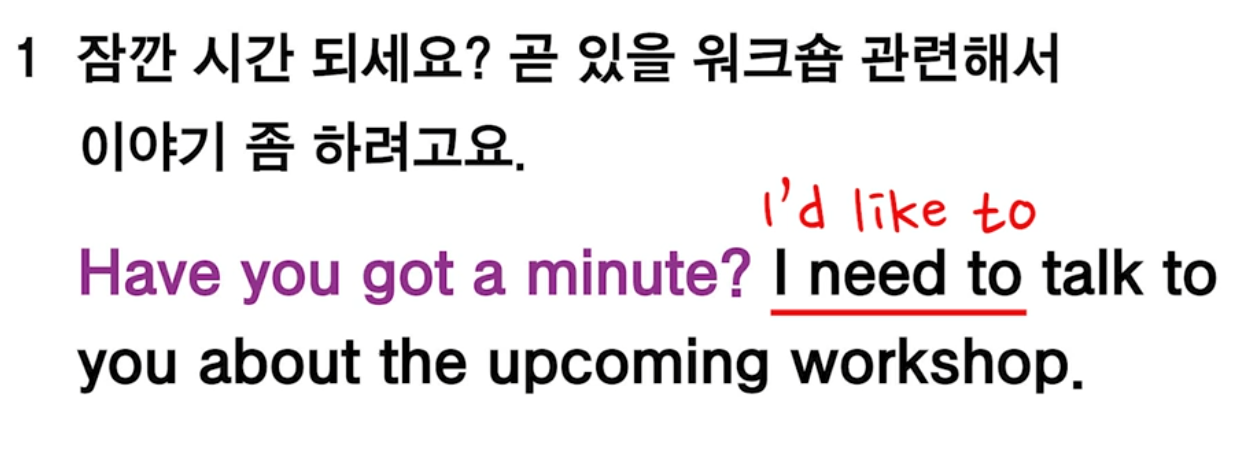 1 잠깐 시간 되세요? 곧 있을 워크숍 관련해서
이야기 좀 하려고요.
I'd like to
Have you got a minute? I need to talk to
you about the upcoming workshop.